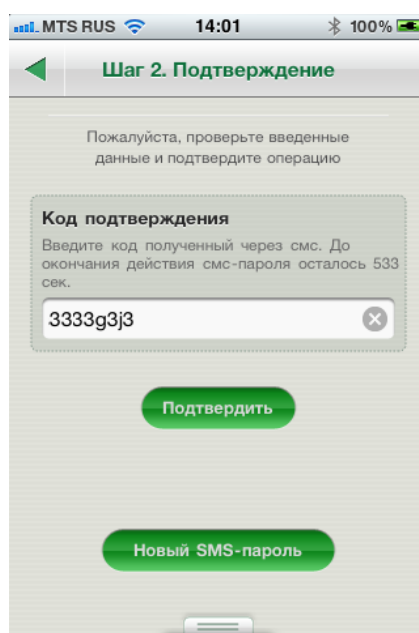 MTS RUS 14:01 100%
Шаг 2. Подтверждение
Пожалуйста, проверьте введенные
данные и подтвердите операцию
Код подтверждения
Введите код полученный через смс. До
окончания действия смс-пароля осталось 533
сек.
3333g3j3
Подтвердить
Новый SMS-пароль